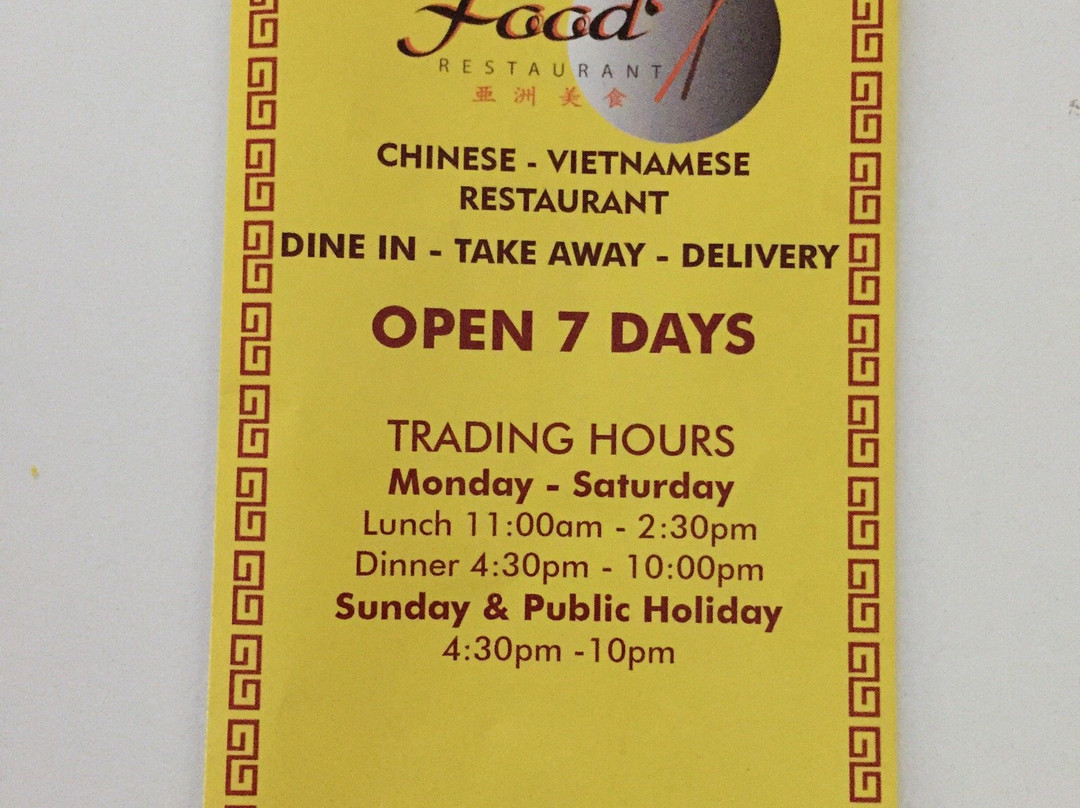 Food
RESTAURANT
亜洲美食
CHINESE - VIETNAMESE
RESTAURANT
DINE IN - TAKE AWAY - DELIVERY
OPEN 7 DAYS
TRADING HOURS
Monday - Saturday
Lunch 11:00am - 2:30pm
Dinner 4:30pm - 10:00pm
Sunday & Public Holiday
4:30pm -10pm